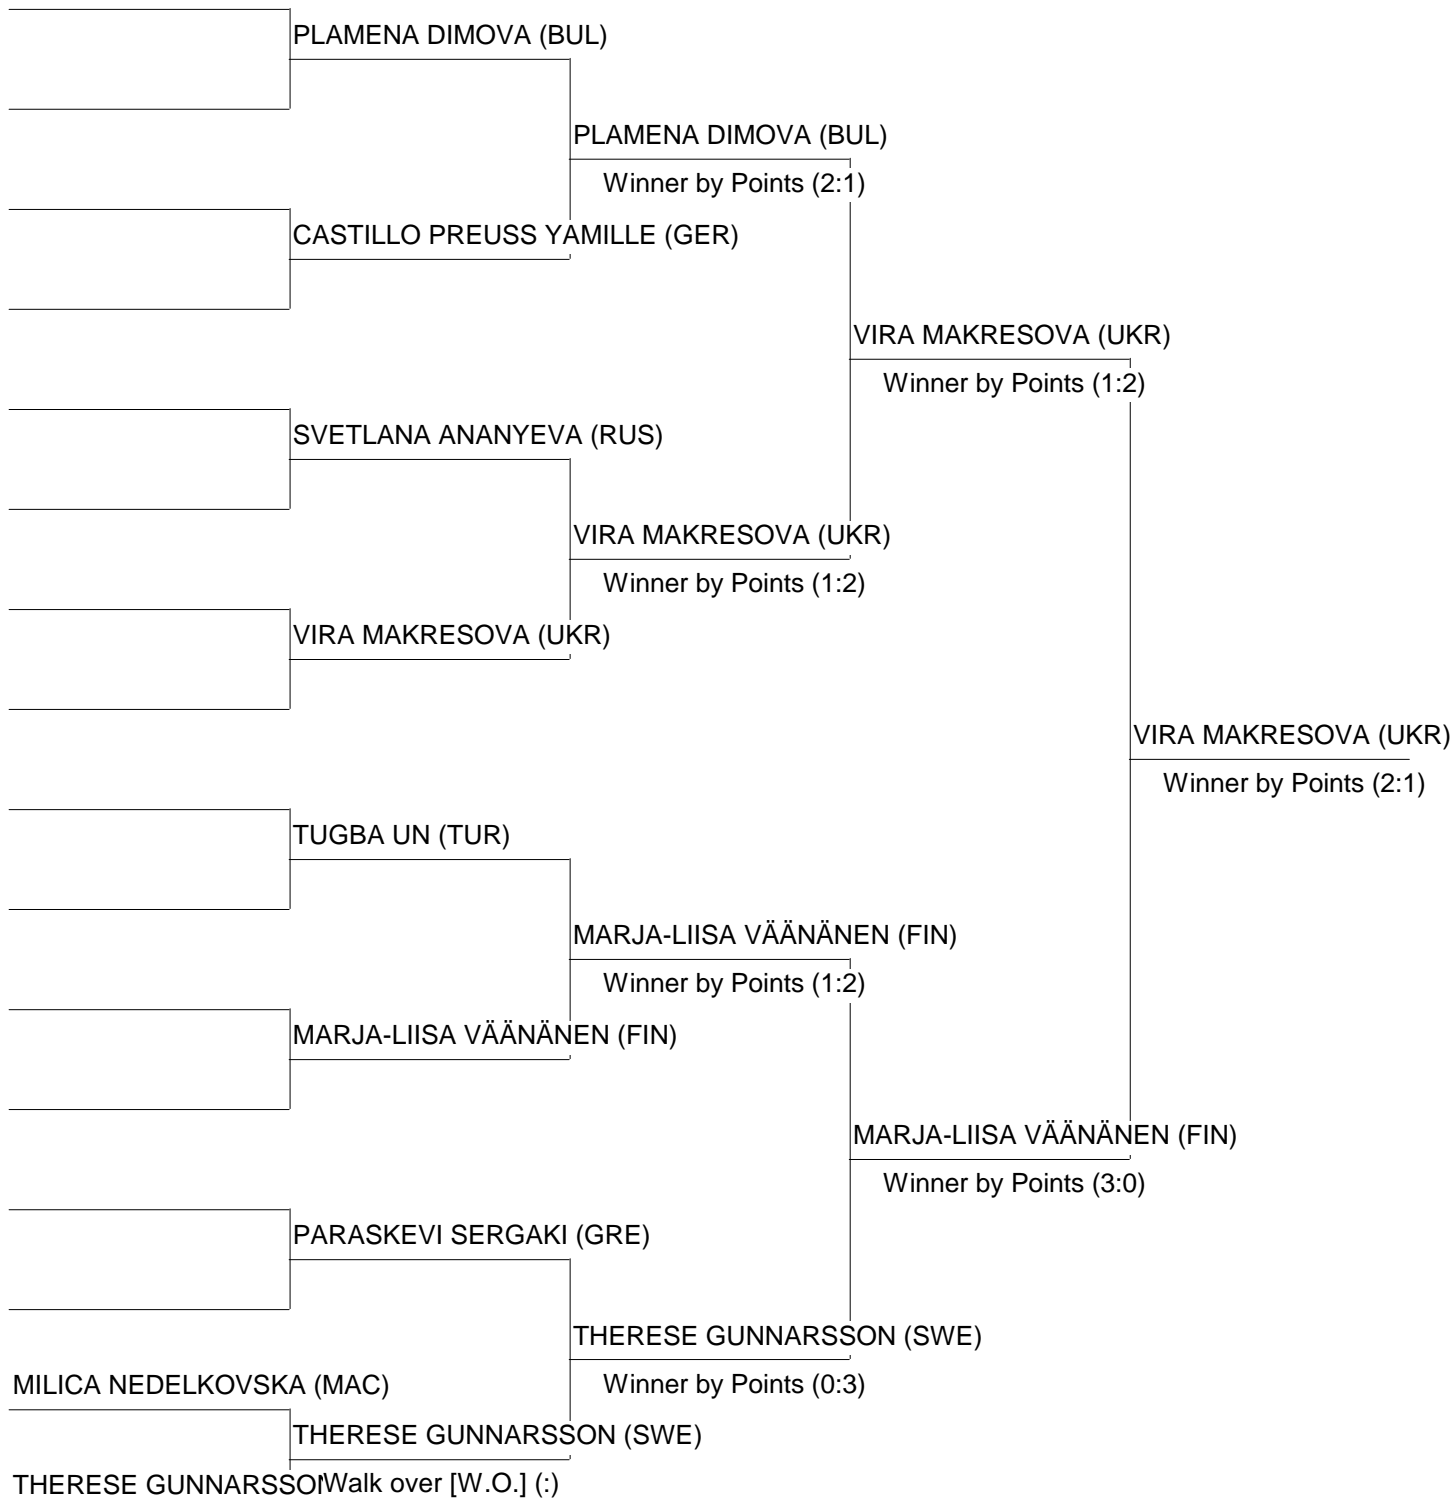 PLAMENA DIMOVA (BUL)
PLAMENA DIMOVA (BUL)
Winner by Points (2:1)
CASTILLO PREUSS YAMILLE (GER)
VIRA MAKRESOVA (UKR)
Winner by Points (1:2)
SVETLANA ANANYEVA (RUS)
VIRA MAKRESOVA (UKR)
Winner by Points (1:2)
VIRA MAKRESOVA (UKR)
VIRA MAKRESOVA (UKR)
Winner by Points (2:1)
TUGBA UN (TUR)
MARJA-LIISA VÄÄNÄNEN (FIN)
Winner by Points (1:2)
MARJA-LIISA VÄÄNÄNEN (FIN)
MARJA-LIISA VÄÄNÄNEN (FIN)
Winner by Points (3:0)
PARASKEVI SERGAKI (GRE)
THERESE GUNNARSSON (SWE)
Winner by Points (0:3)
MILICA NEDELKOVSKA (MAC)
THERESE GUNNARSSON (SWE)
Walk over [W.O.] (:)
THERESE GUNNARSSON